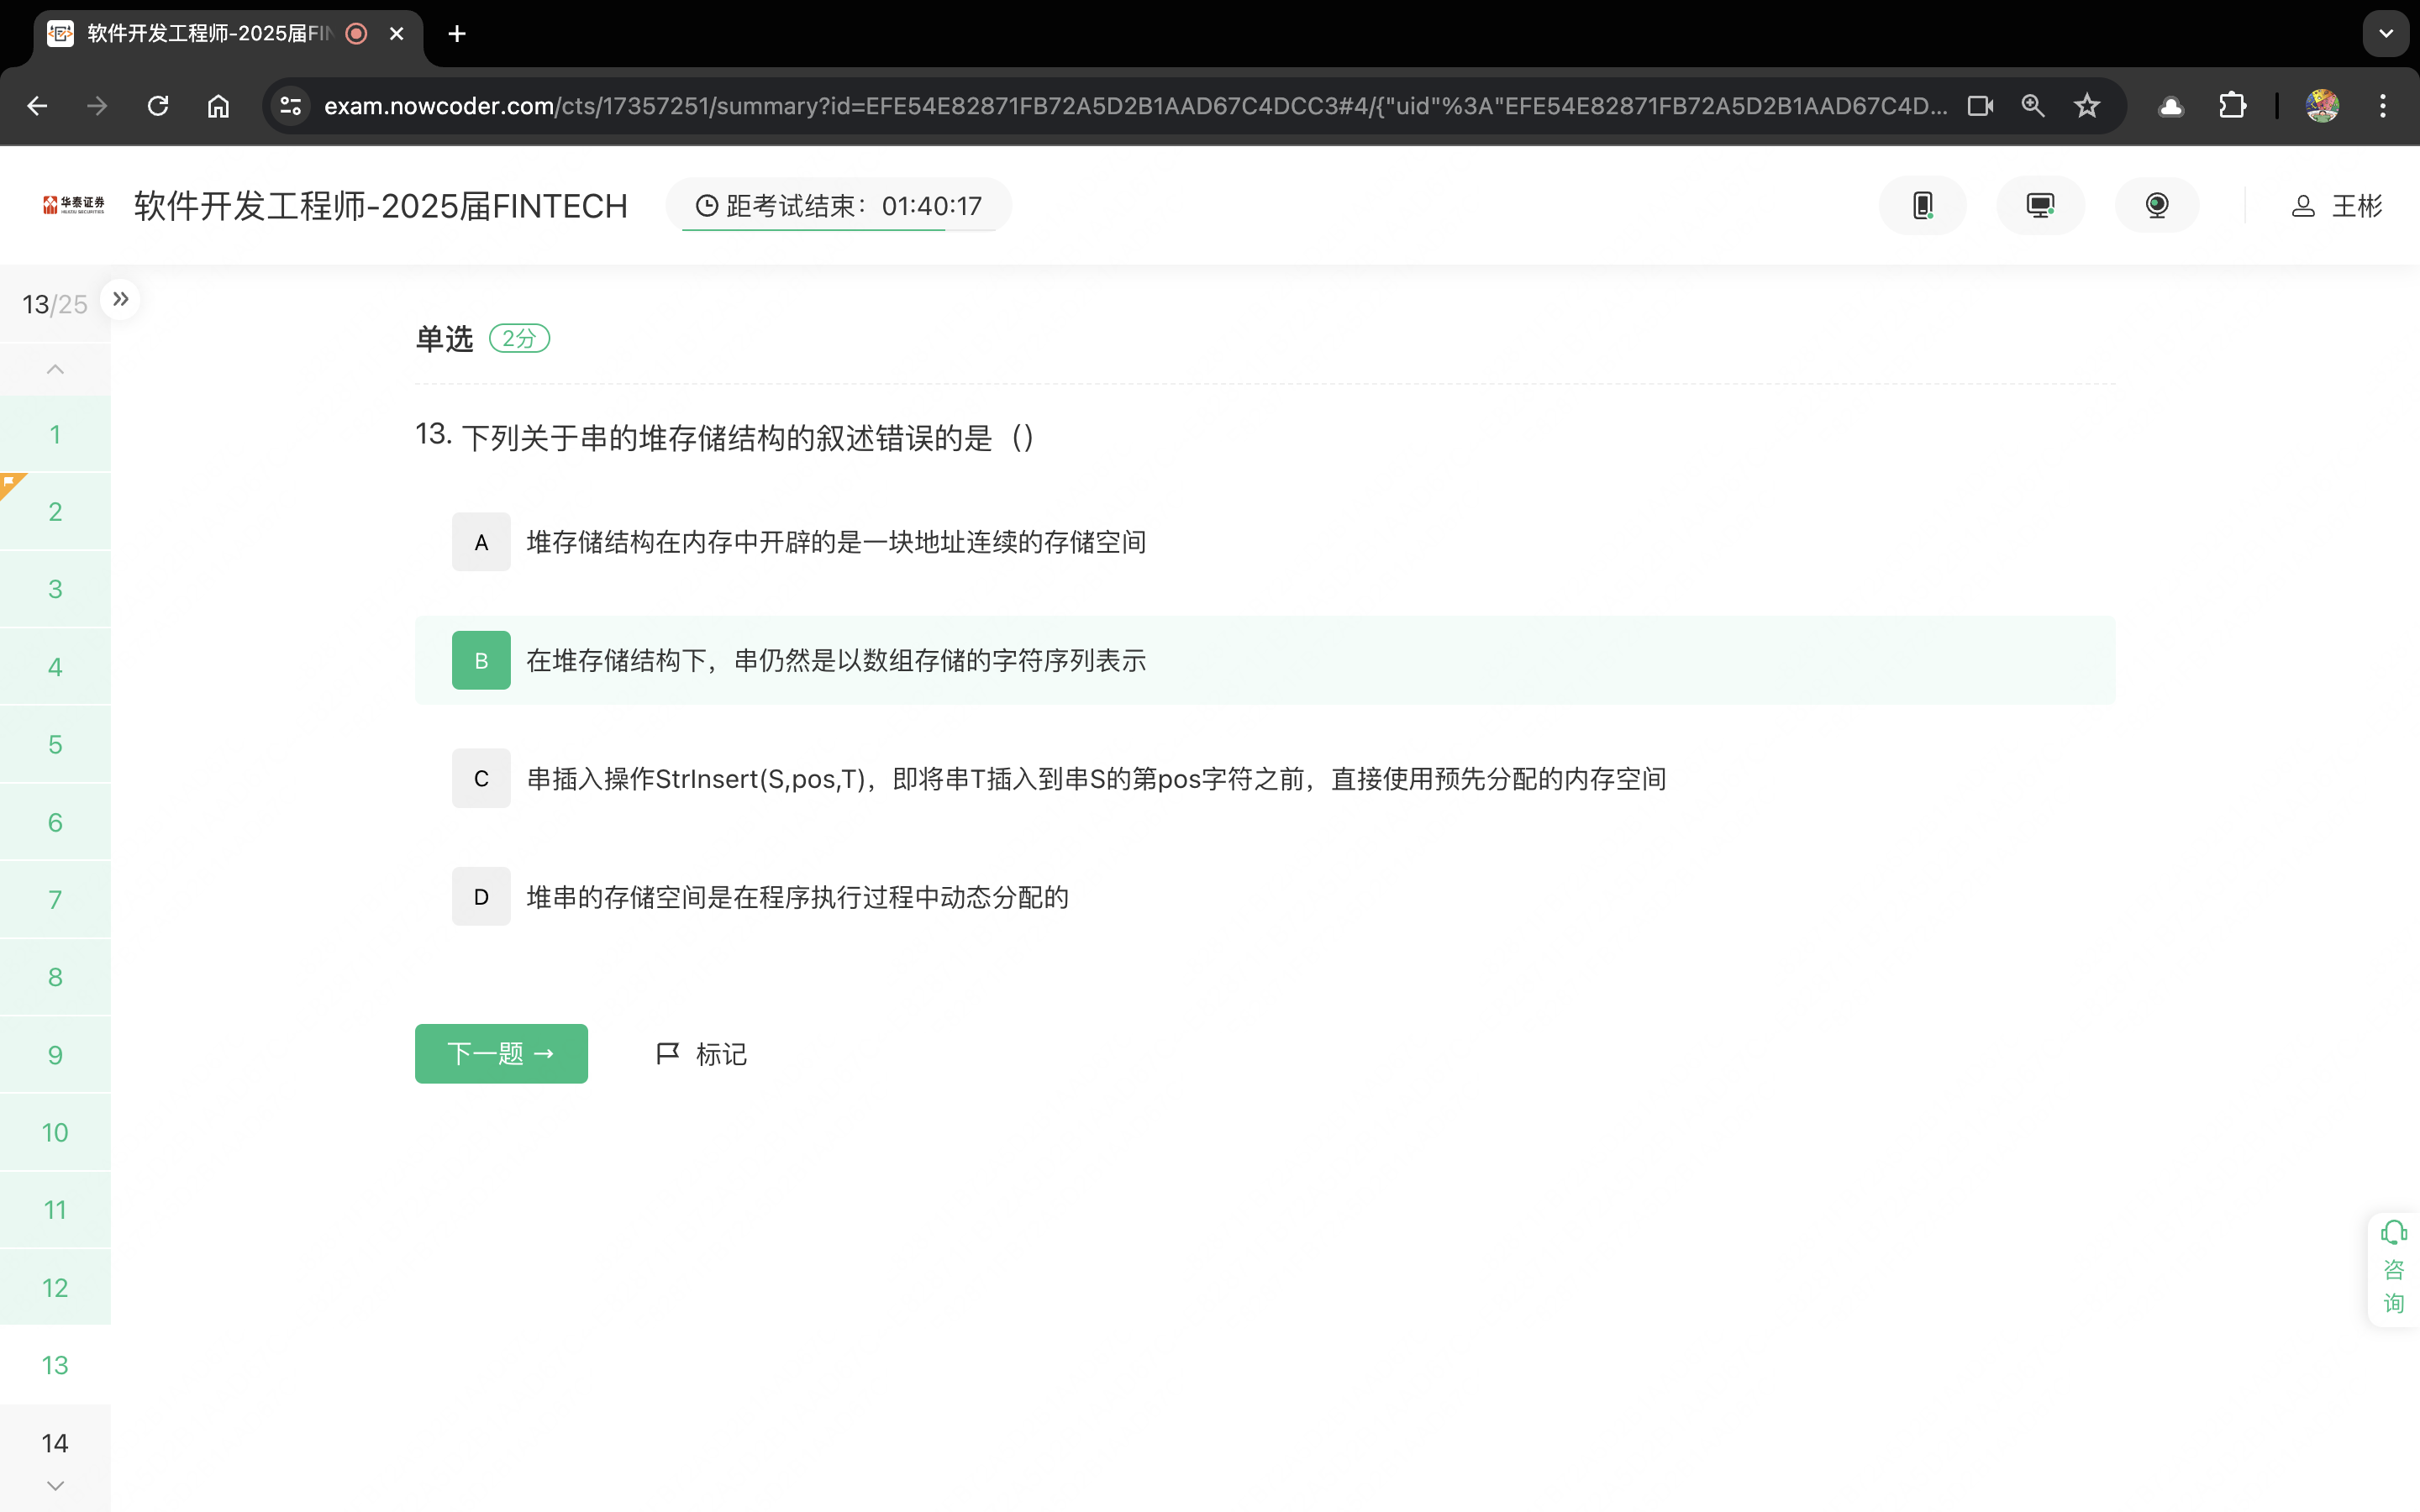 软件开发工程师-2025届FIN
exam.nowcoder.com/cts/17357251/summary?id=EFE54E82871FB72A5D2B1AAD67C4DCC3#4/{"uid"%3A"EFE54E82871FB72A5D2B1AAD67C4D...
华泰证券
HUATAI SECURITIES
软件开发工程师-2025届FINTECH
距考试结束：01:40:17
王彬
13/25
1
2
3
4
5
6
7
8
9
10
11
12
13
14
单选
2分
13. 下列关于串的堆存储结构的叙述错误的是（）
A 堆存储结构在内存中开辟的是一块地址连续的存储空间
B 在堆存储结构下，串仍然是以数组存储的字符序列表示
C 串插入操作StrInsert(S,pos,T)，即将串T插入到串S的第pos字符之前，直接使用预先分配的内存空间
D 堆串的存储空间是在程序执行过程中动态分配的
下一题 →
标记
咨
询